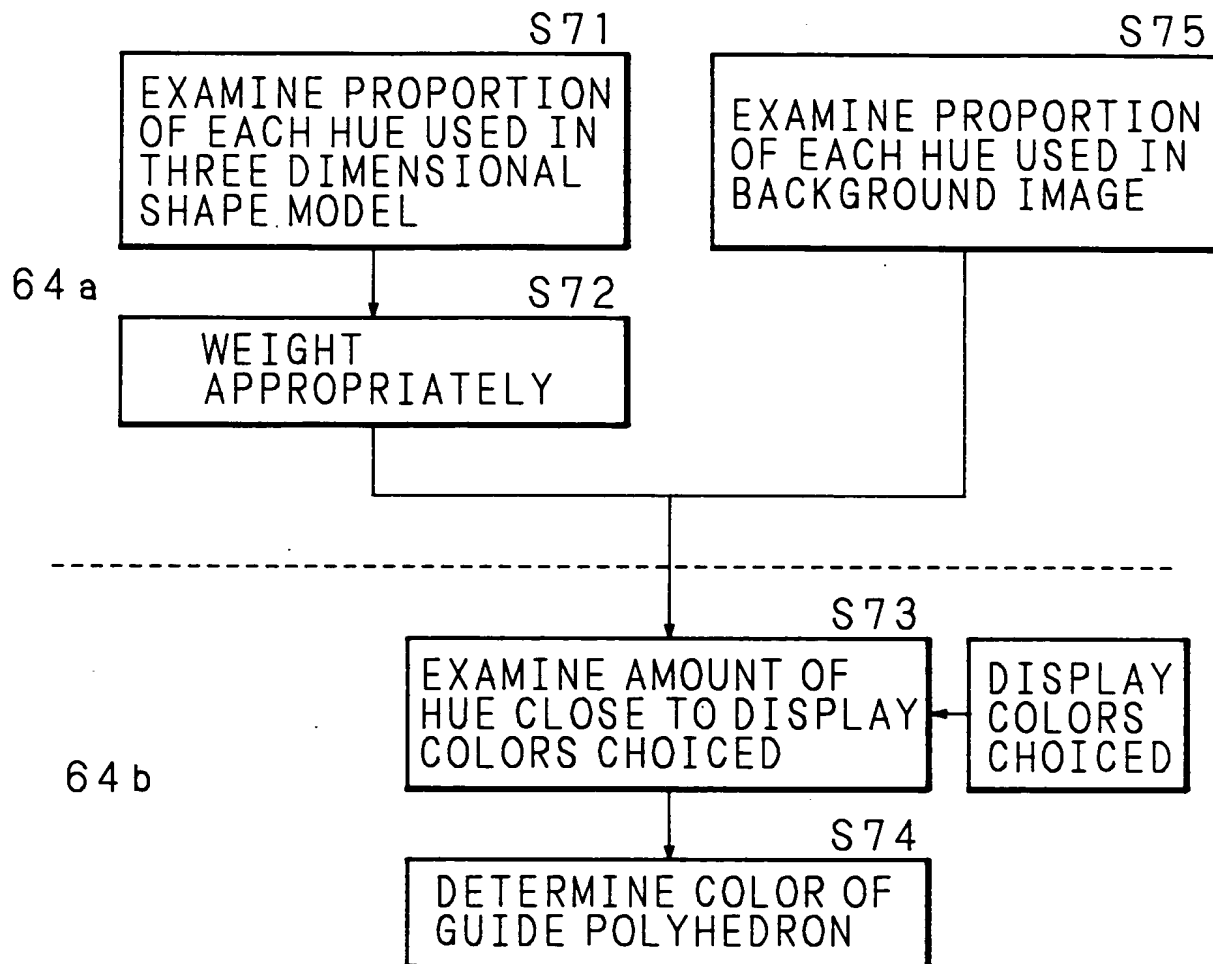 S71
EXAMINE PROPORTION
OF EACH HUE USED IN
THREE DIMENSIONAL
SHAPE MODEL
S75
EXAMINE PROPORTION
OF EACH HUE USED IN
BACKGROUND IMAGE
64a
S72
WEIGHT
APPROPRIATELY
S73
EXAMINE AMOUNT OF
HUE CLOSE TO DISPLAY
COLORS CHOICED
DISPLAY
COLORS
CHOICED
64b
S74
DETERMINE COLOR OF
GUIDE POLYHEDRON